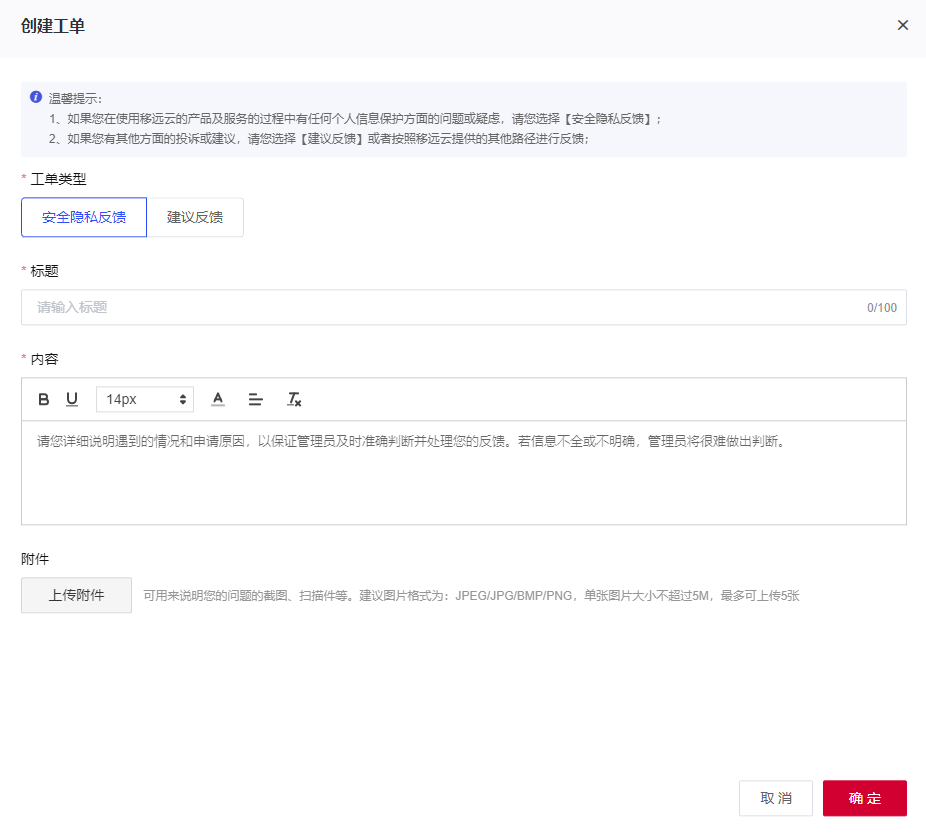 创建工单
温馨提示：
1、如果您在使用移远云的产品及服务的过程中有任何个人信息保护方面的问题或疑虑，请您选择【安全隐私反馈】；
2、如果您有其他方面的投诉或建议，请您选择【建议反馈】或者按照移远云提供的其他路径进行反馈；
* 工单类型
安全隐私反馈 建议反馈
* 标题
请输入标题 0/100
* 内容
B U 14px A
请您详细说明遇到的情况和申请原因，以保证管理员及时准确判断并处理您的反馈。若信息不全或不明确，管理员将很难做出判断。
附件
上传附件 可用来说明您的问题的截图、扫描件等。建议图片格式为：JPEG/JPG/BMP/PNG，单张图片大小不超过5M，最多可上传5张
取 消 确 定